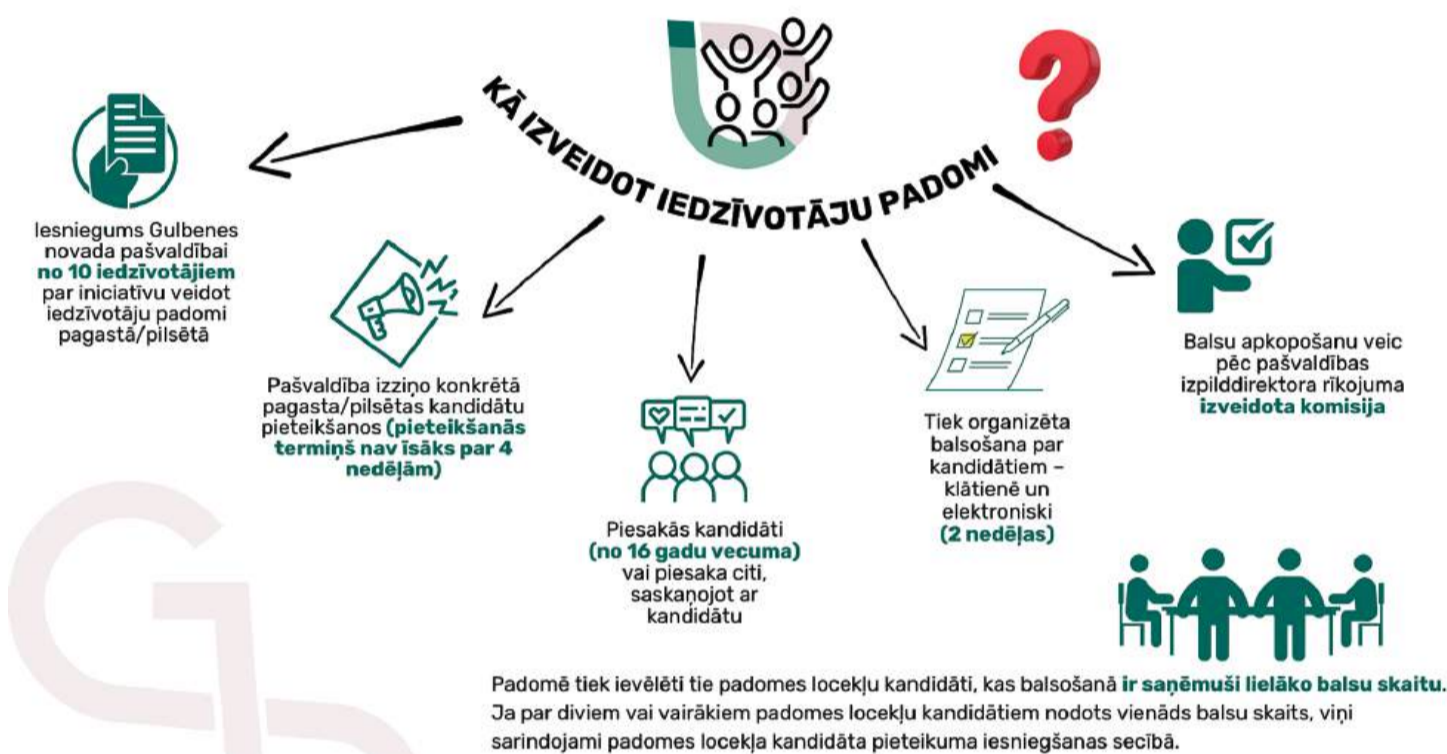 KĀ IZVEIDOT IEDZĪVOTĀJU PADOMI
?
Iesniegums Gulbenes
novada pašvaldībai
no 10 iedzīvotājiem
par iniciatīvu veidot
iedzīvotāju padomi
pagastā/pilsētā
Pašvaldība izziņo konkrētā
pagasta/pilsētas kandidātu
pieteikšanos (pieteikšanās
termiņš nav īsāks par 4
nedēļām)
Piesakās kandidāti
(no 16 gadu vecuma)
vai piesaka citi,
saskaņojot ar
kandidātu
Tiek organizēta
balsošana par
kandidātiem –
klātienē un
elektroniski
(2 nedēļas)
Balsu apkopošanu veic
pēc pašvaldības
izpilddirektora rīkojuma
izveidota komisija
Padomē tiek ievēlēti tie padomes locekļu kandidāti, kas balsošanā ir saņēmuši lielāko balsu skaitu.
Ja par diviem vai vairākiem padomes locekļu kandidātiem nodots vienāds balsu skaits, viņi
sarindojami padomes locekļa kandidāta pieteikuma iesniegšanas secībā.